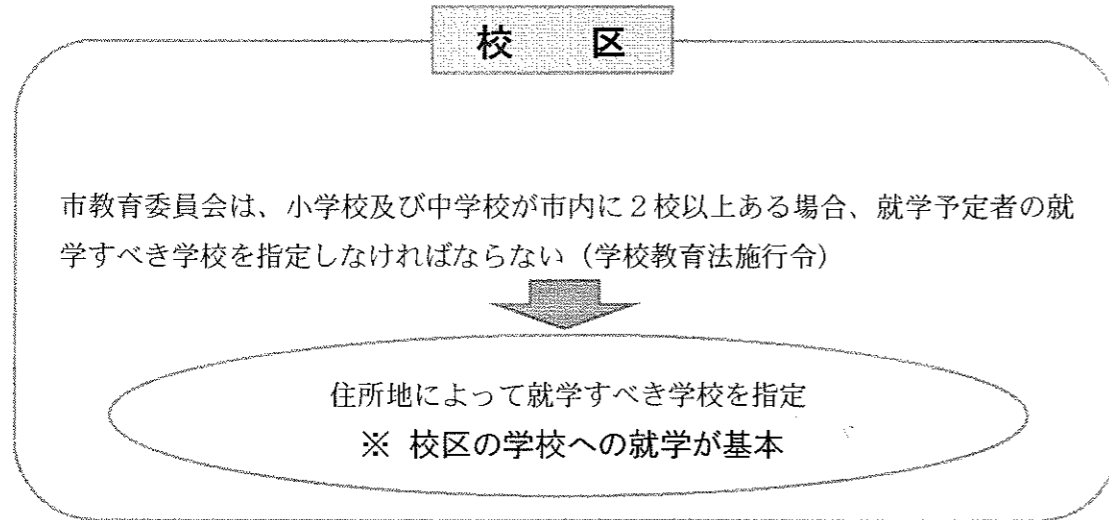 校　区
市教育委員会は、小学校及び中学校が市内に２校以上ある場合、就学予定者の就
学すべき学校を指定しなければならない（学校教育法施行令）
住所地によって就学すべき学校を指定
※ 校区の学校への就学が基本